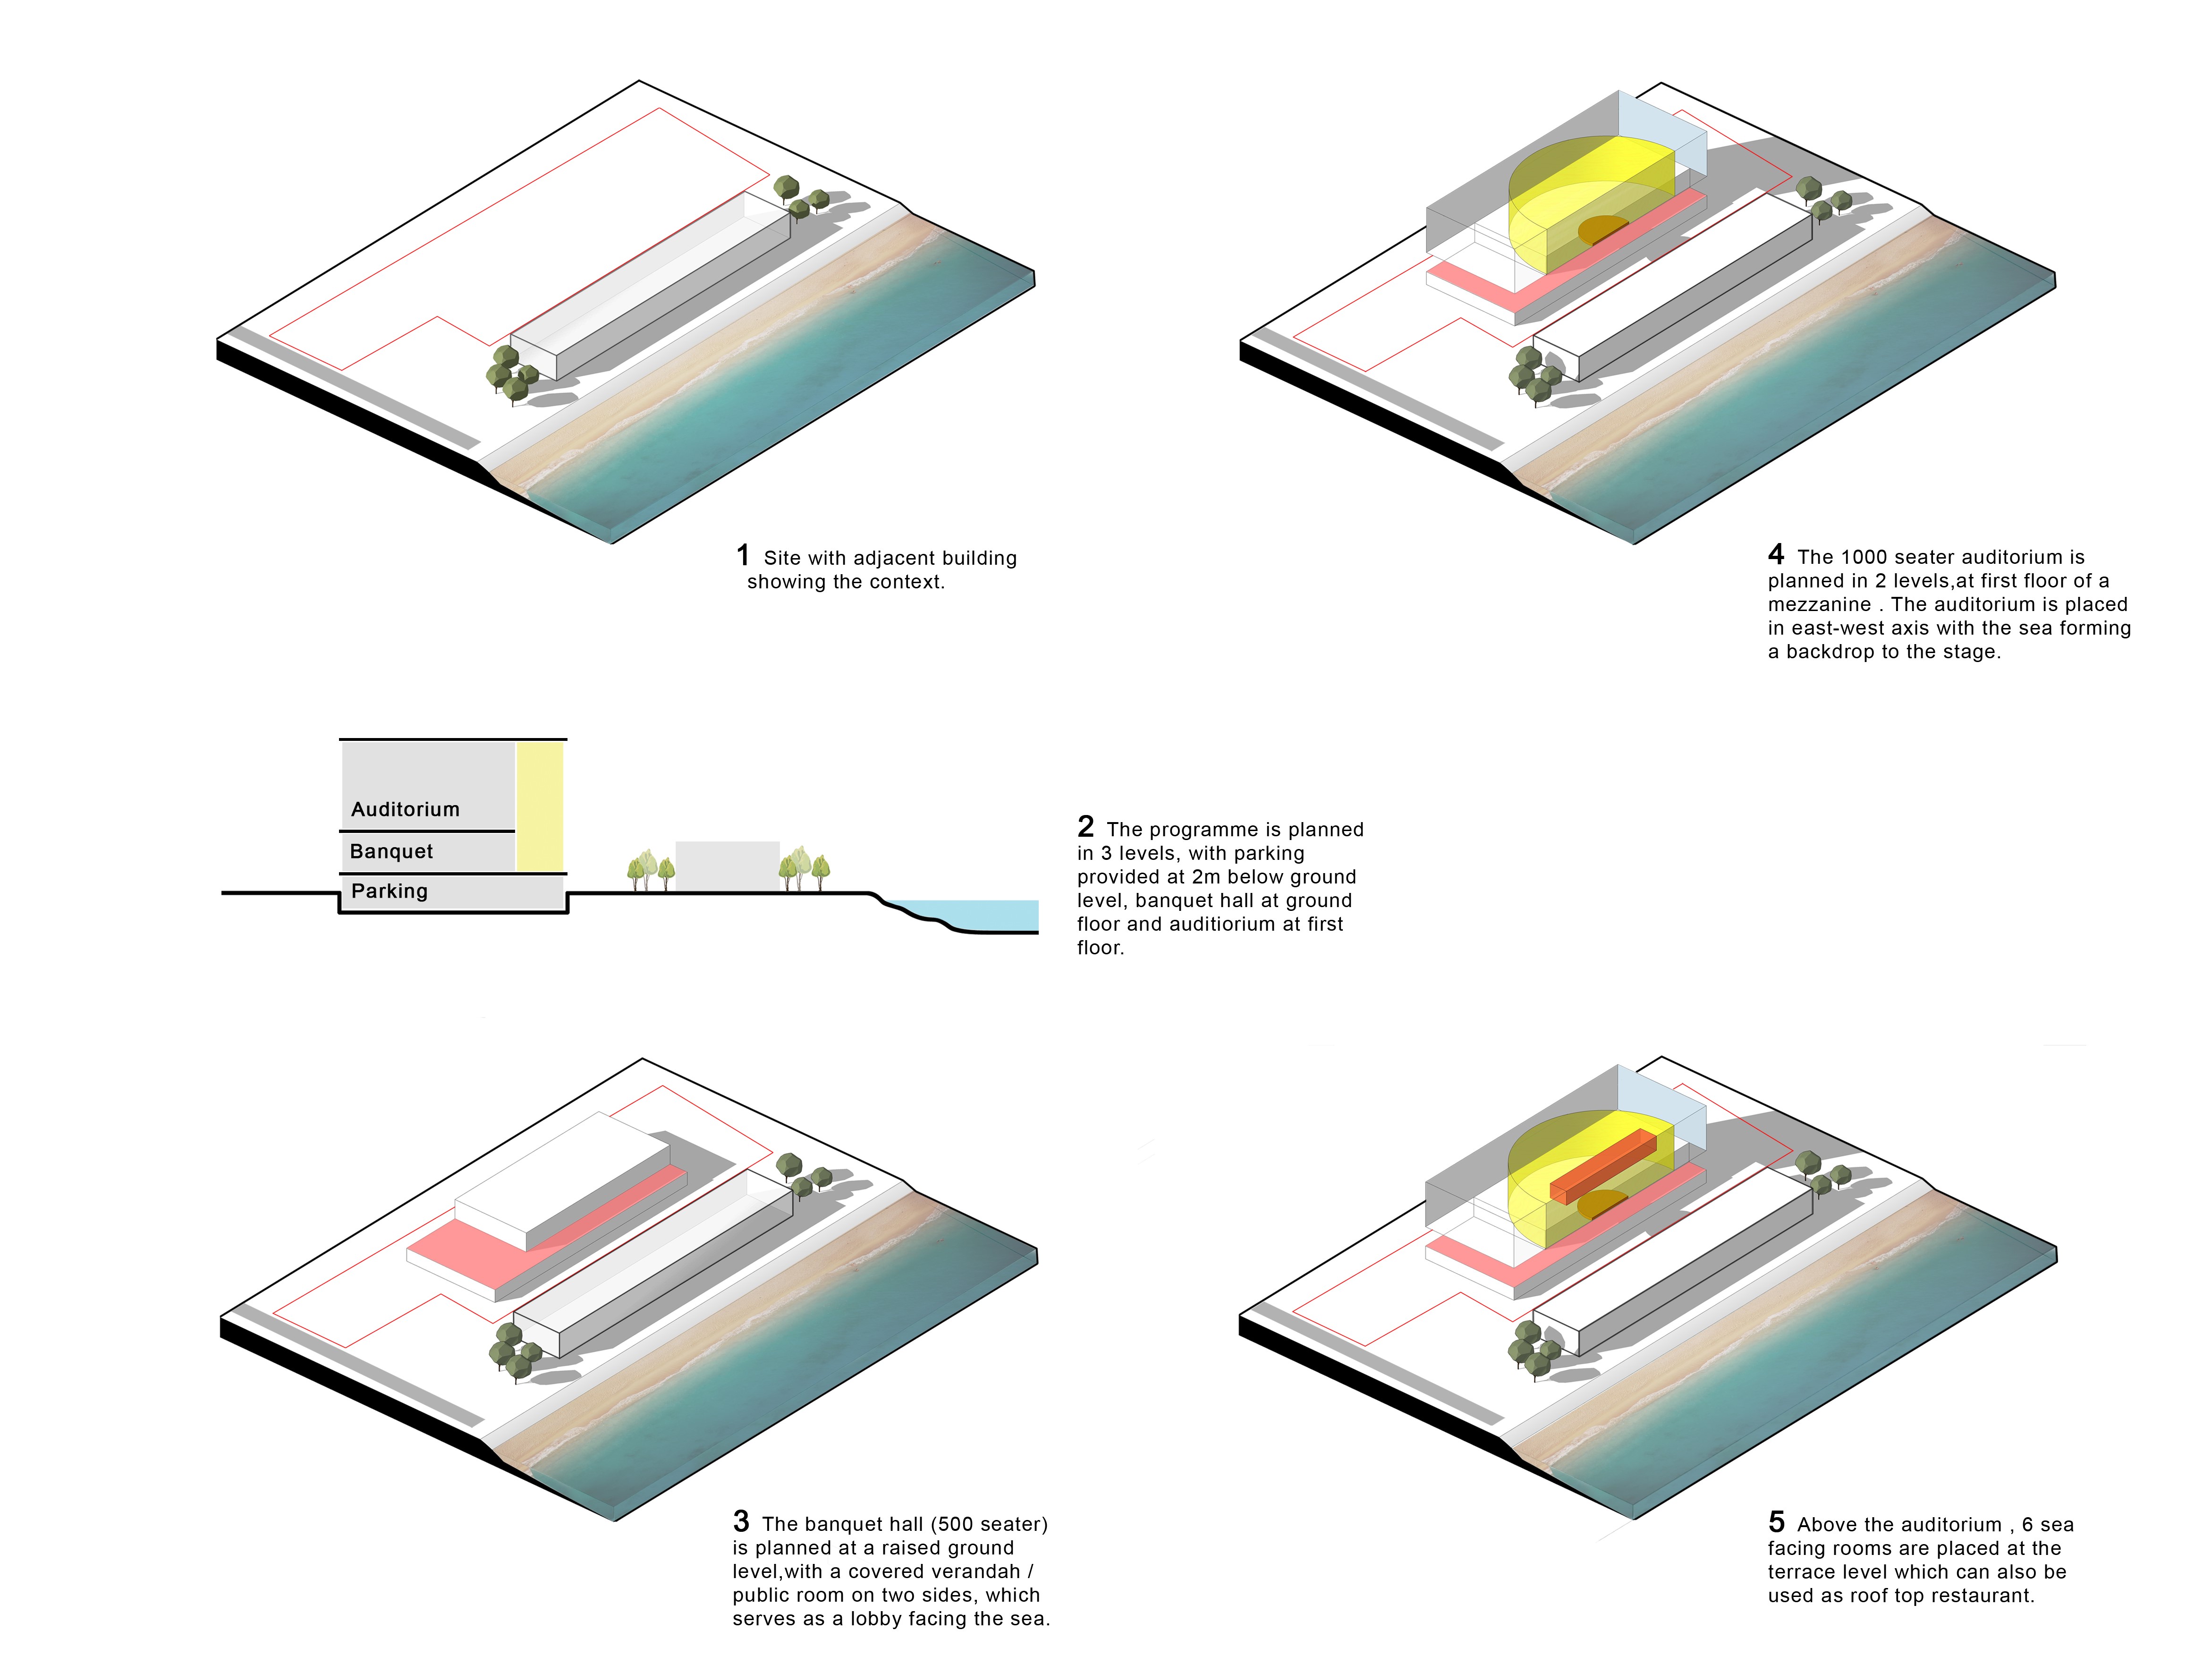 1 Site with adjacent building
showing the context.
Auditorium
Banquet
Parking
2 The programme is planned
in 3 levels, with parking
provided at 2m below ground
level, banquet hall at ground
floor and auditiorium at first
floor.
3 The banquet hall (500 seater)
is planned at a raised ground
level,with a covered verandah /
public room on two sides, which
serves as a lobby facing the sea.
4 The 1000 seater auditorium is
planned in 2 levels,at first floor of a
mezzanine . The auditorium is placed
in east-west axis with the sea forming
a backdrop to the stage.
5 Above the auditorium , 6 sea
facing rooms are placed at the
terrace level which can also be
used as roof top restaurant.